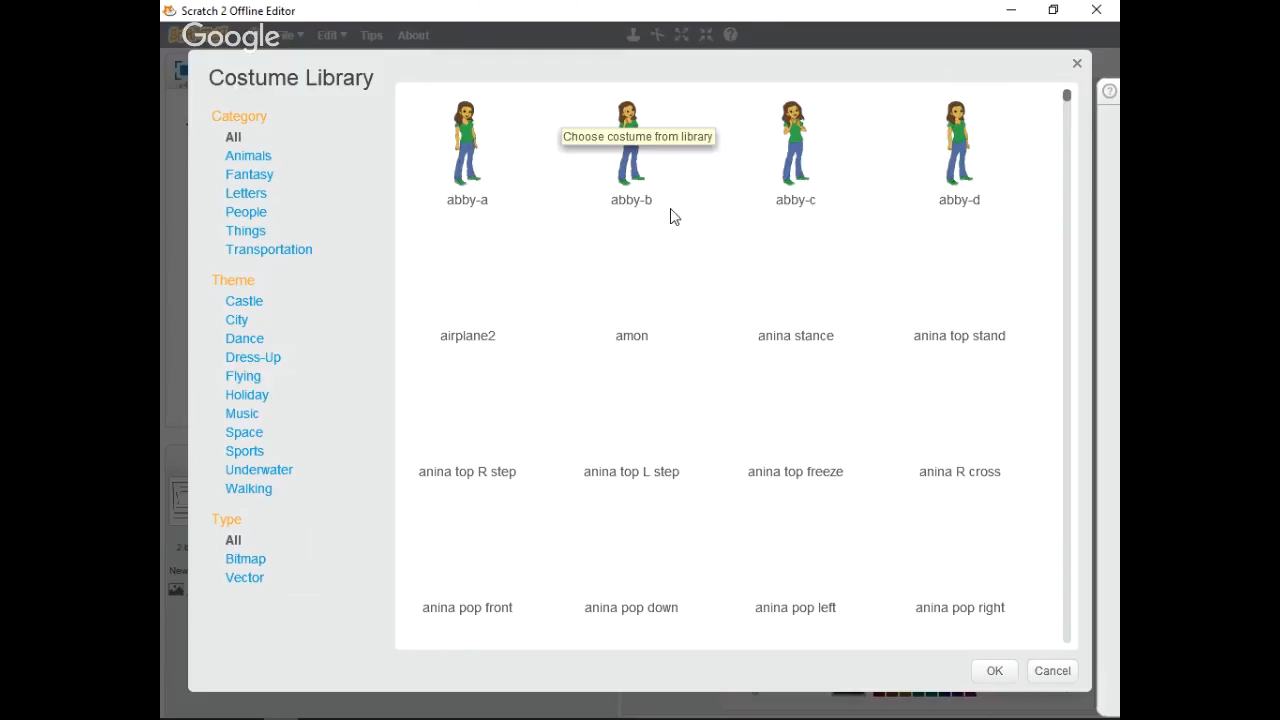 Scratch 2 Offline Editor
Google
File Edit Tips About
Costume Library
Category
All
Animals
Fantasy
Letters
People
Things
Transportation
Theme
Castle
City
Dance
Dress-Up
Flying
Holiday
Music
Space
Sports
Underwater
Walking
Type
All
Bitmap
Vector
Choose costume from library
abby-a abby-b abby-c abby-d
airplane2 amon anina stance anina top stand
anina top R step anina top L step anina top freeze anina R cross
anina pop front anina pop down anina pop left anina pop right
OK Cancel
2 b
New